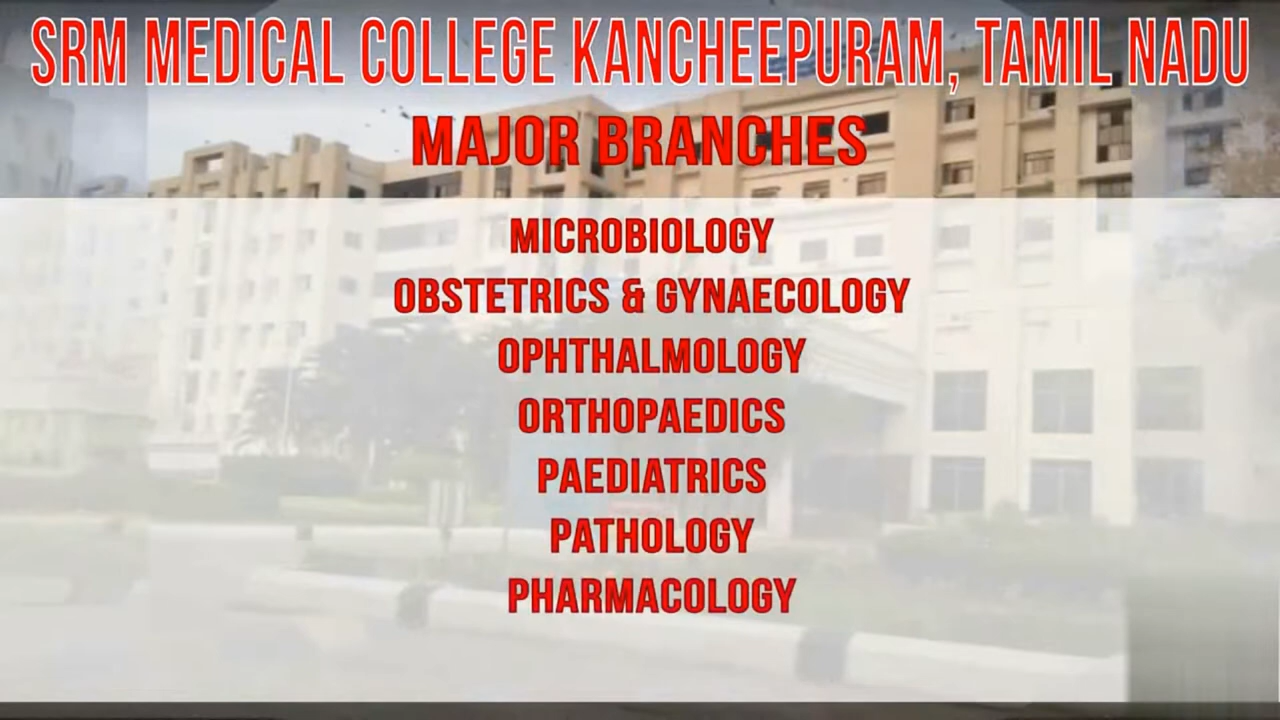 SRM MEDICAL COLLEGE KANCHEEPURAM, TAMIL NADU
MAJOR BRANCHES
MICROBIOLOGY
OBSTETRICS & GYNAECOLOGY
OPHTHALMOLOGY
ORTHOPAEDICS
PAEDIATRICS
PATHOLOGY
PHARMACOLOGY